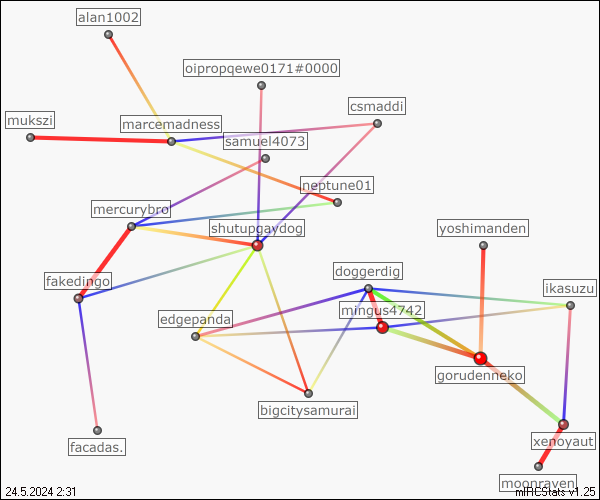 alan1002
oipropqewe0171#0000
csmaddi
mukszi
marcemadness
samuel4073
neptune01
mercurybro
shutupgaydog
yoshimanden
doggerdig
fakedingo
ikasuzu
mingus4742
edgepanda
gorudenneko
bigcitysamurai
xenoyaut
facadas.
moonraven
24.5.2024 2:31
mIRCStats v1.25